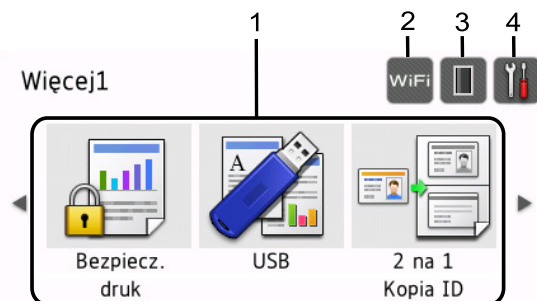 1 2 3 4
Więcej1
WiFi
A
Bezpiecz. USB 2 na 1
druk Kopia ID